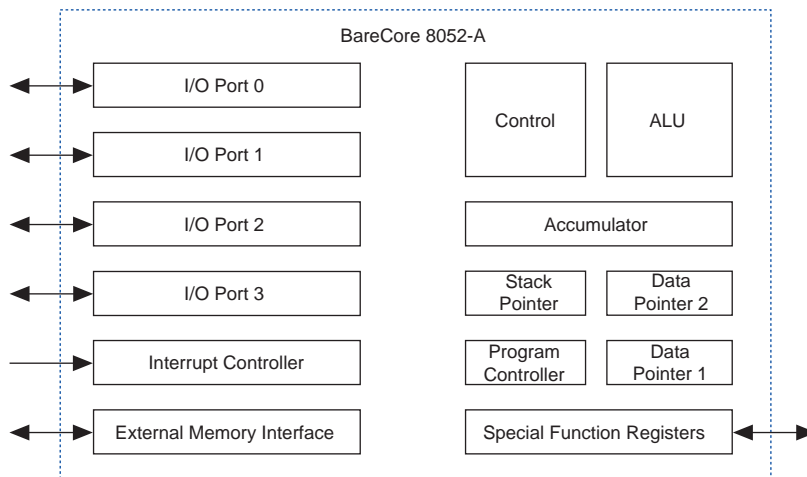 BareCore 8052-A
I/O Port 0
I/O Port 1
I/O Port 2
I/O Port 3
Interrupt Controller
External Memory Interface
Control
ALU
Accumulator
Stack
Pointer
Data
Pointer 2
Program
Controller
Data
Pointer 1
Special Function Registers